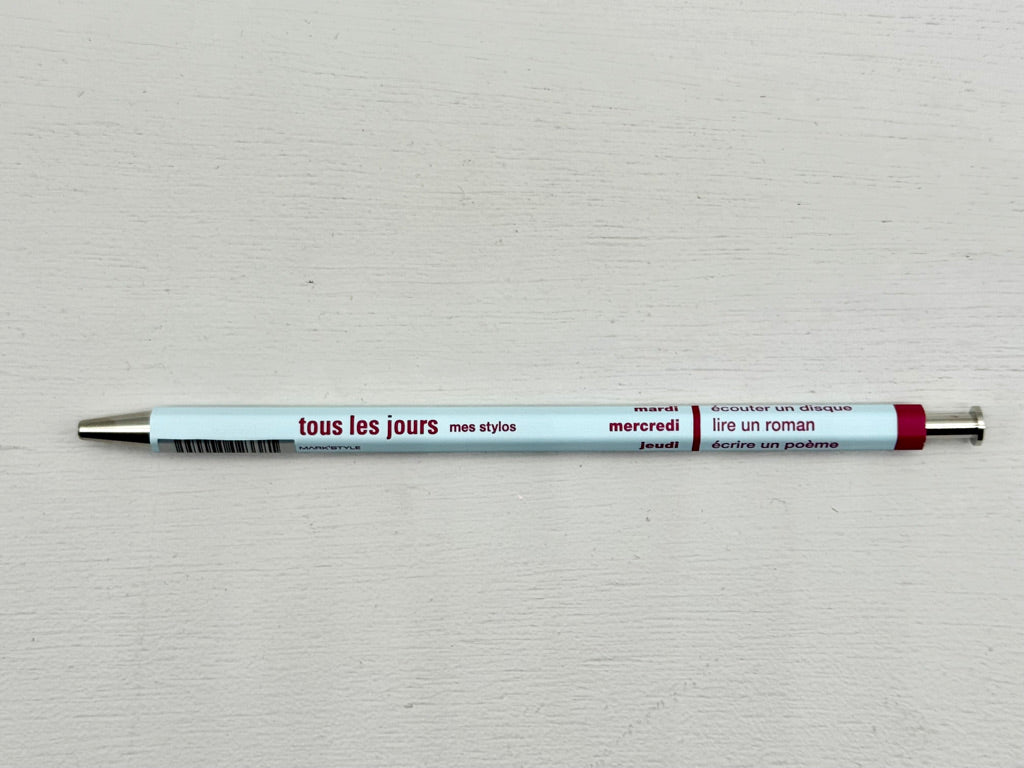 tous les jours mes stylos
MARK'STYLE
mardi écouter un disque
mercredi lire un roman
jeudi écrire un poème